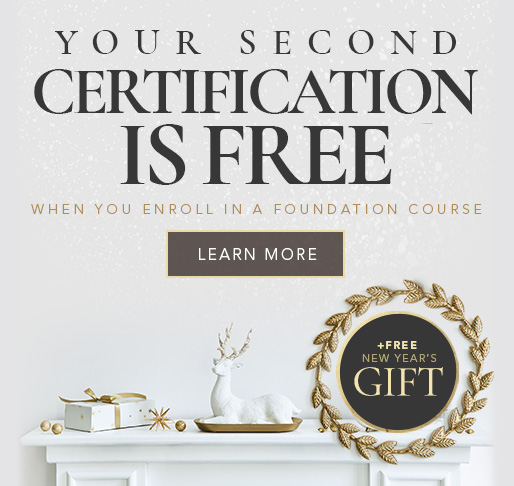 YOUR SECOND
CERTIFICATION
IS FREE
WHEN YOU ENROLL IN A FOUNDATION COURSE
LEARN MORE
+FREE
NEW YEAR'S
GIFT